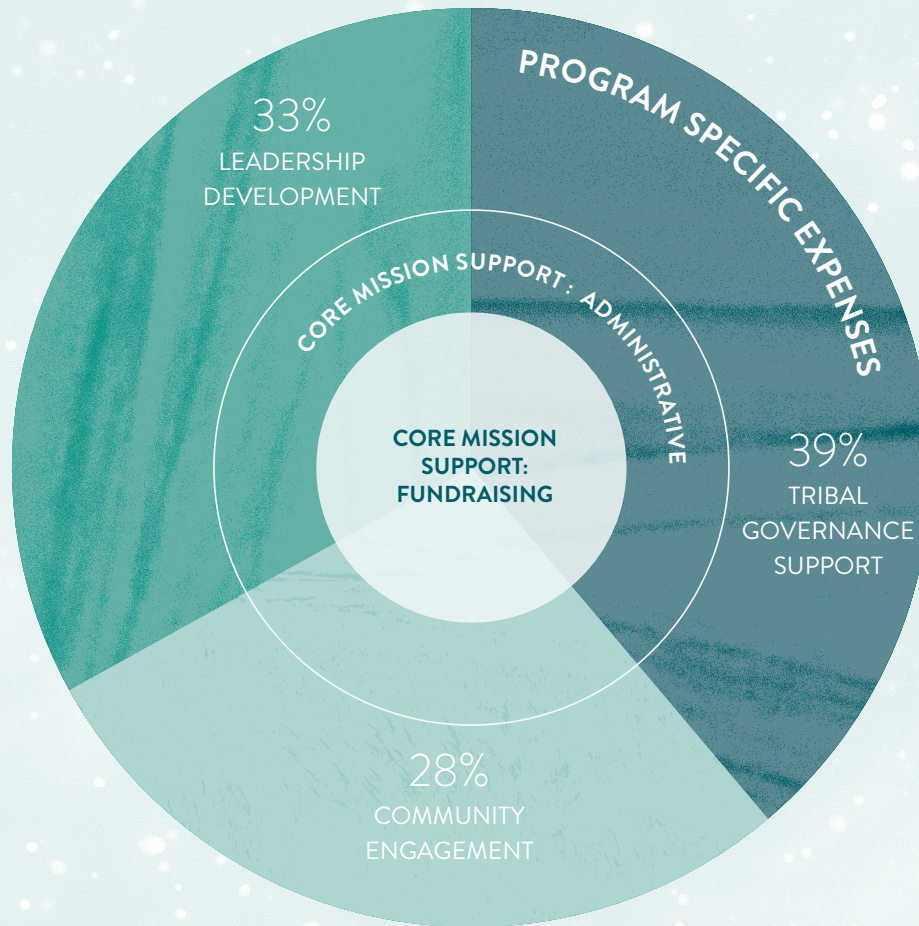 PROGRAM SPECIFIC EXPENSES
33%
LEADERSHIP
DEVELOPMENT
CORE MISSION SUPPORT: ADMINISTRATIVE
CORE MISSION
SUPPORT:
FUNDRAISING
39%
TRIBAL
GOVERNANCE
SUPPORT
28%
COMMUNITY
ENGAGEMENT